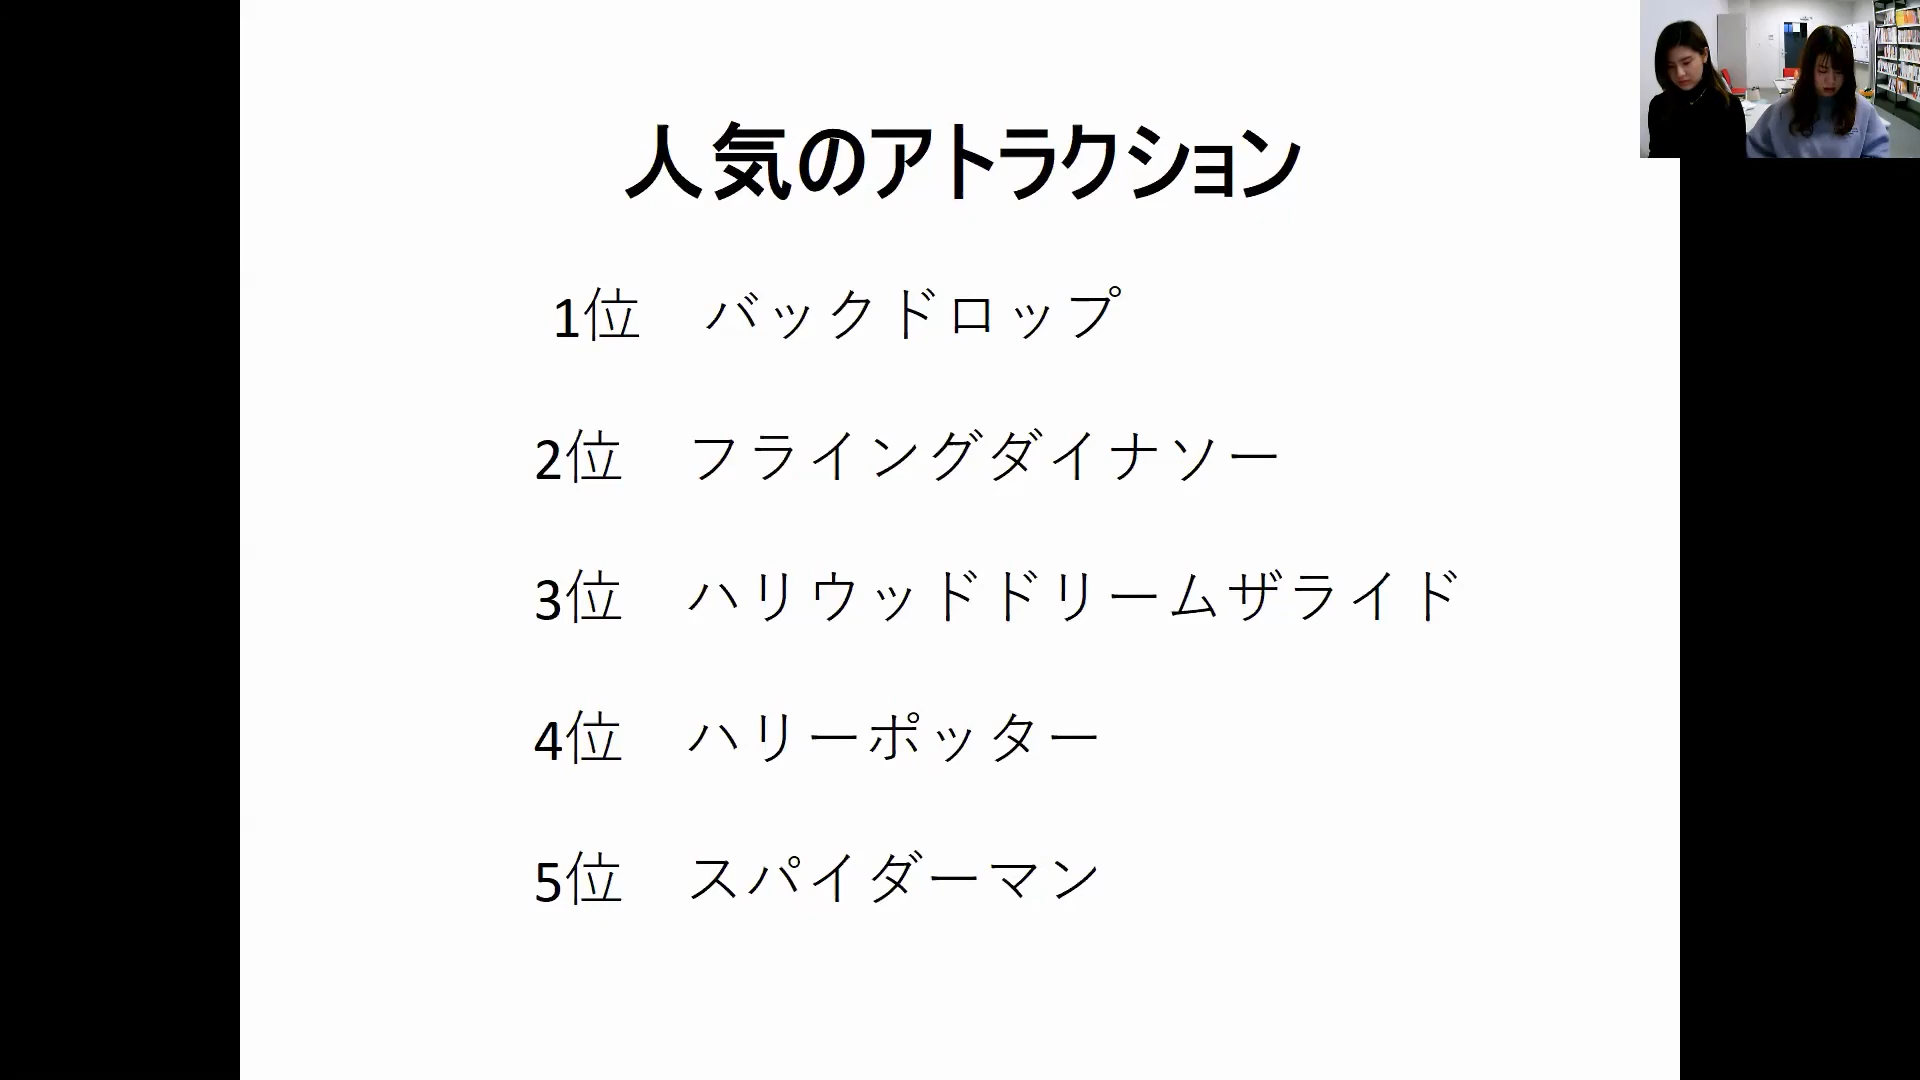 人気のアトラクション
1位　バックドロップ
2位　フライングダイナソー
3位　ハリウッドドリームザライド
4位　ハリーポッター
5位　スパイダーマン